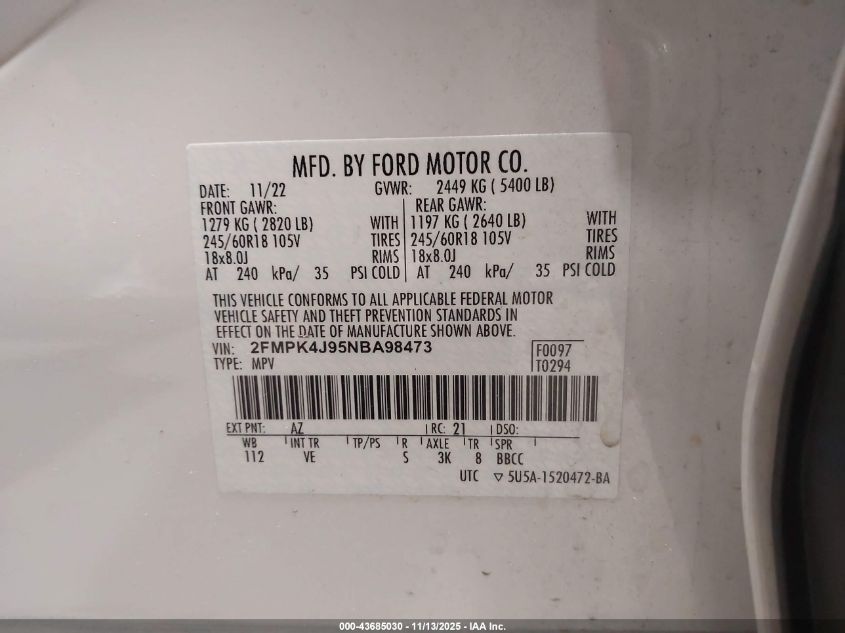 MFD. BY FORD MOTOR CO.
DATE: 11/22 GVWR: 2449 KG ( 5400 LB)
FRONT GAWR: REAR GAWR:
1279 KG ( 2820 LB) WITH 1197 KG ( 2640 LB) WITH
245/60R18 105V TIRES 245/60R18 105V TIRES
18x8.0J RIMS 18x8.0J RIMS
AT 240 kPa/ 35 PSI COLD AT 240 kPa/ 35 PSI COLD
THIS VEHICLE CONFORMS TO ALL APPLICABLE FEDERAL MOTOR
VEHICLE SAFETY AND THEFT PREVENTION STANDARDS IN
EFFECT ON THE DATE OF MANUFACTURE SHOWN ABOVE.
VIN: 2FMPK4J95NBA98473 F0097
TYPE: MPV T0294
EXT PNT: AZ RC: 21 DSO:
WB INT TR TP/PS R AXLE TR SPR
112 VE S 3K 8 BBCC
UTC ▽ 5U5A-1520472-BA
000-43685030 - 11/13/2025 - IAA Inc.